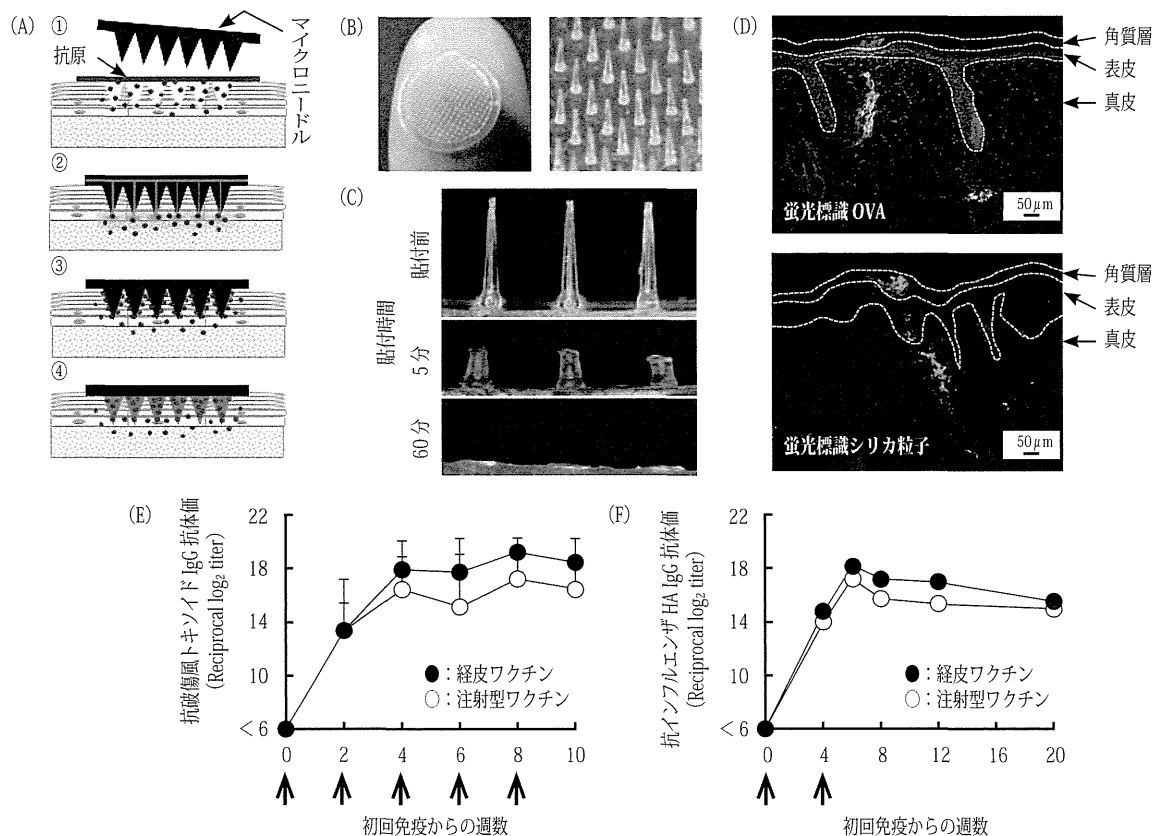 (A)
①
抗原
マイクロニードル
②
③
④
(B)
(C)
貼付時間
貼付前
5分
60分
(D)
角質層
表皮
真皮
蛍光標識 OVA
50 μm
角質層
表皮
真皮
蛍光標識シリカ粒子
50 μm
(E)
抗破傷風トキソイド IgG 抗体価
(Reciprocal log₂ titer)
22
18
14
10
<6
●：経皮ワクチン
○：注射型ワクチン
0 2 4 6 8 10
初回免疫からの週数
(F)
抗インフルエンザ HA IgG 抗体価
(Reciprocal log₂ titer)
22
18
14
10
<6
●：経皮ワクチン
○：注射型ワクチン
0 4 8 12 20
初回免疫からの週数